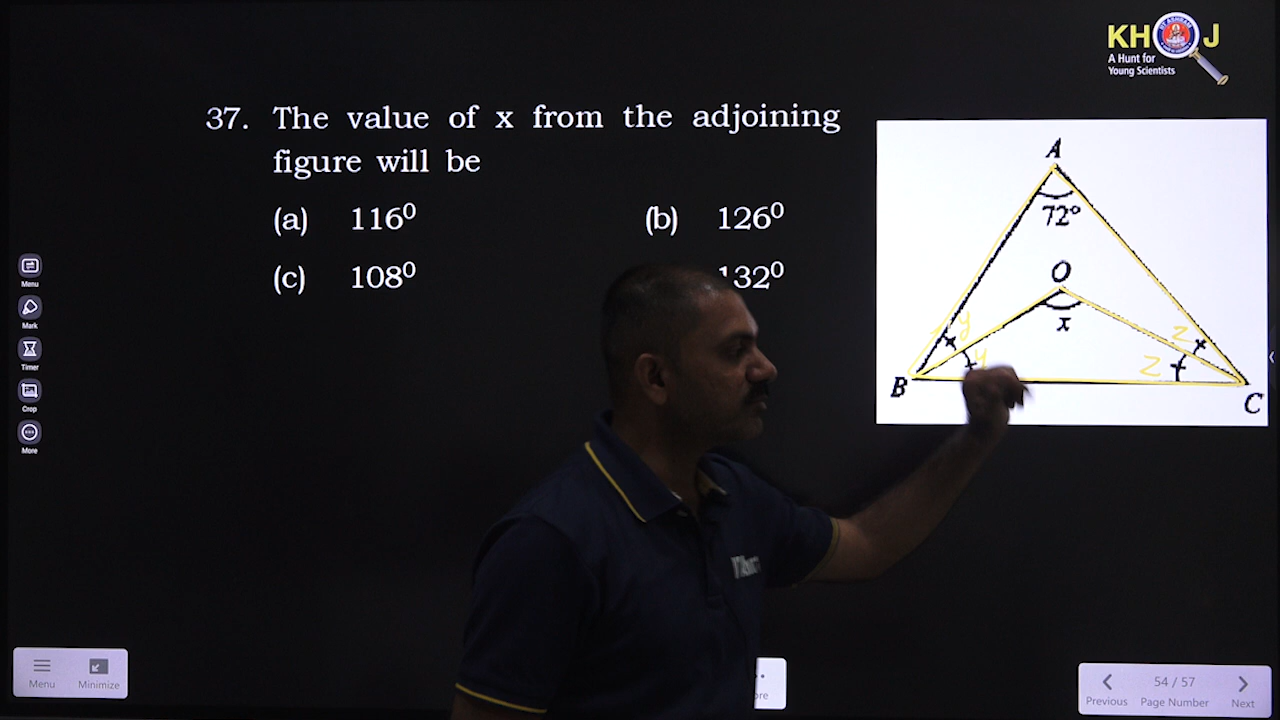 KHOJ
A Hunt for
Young Scientists
37. The value of x from the adjoining
figure will be
(a) 116⁰ (b) 126⁰
(c) 108⁰ 132⁰
A
72°
O
x
y
y
z
z
B
C
Menu
Mark
Timer
Crop
More
Menu
Minimize
54 / 57
Previous
Page Number
Next